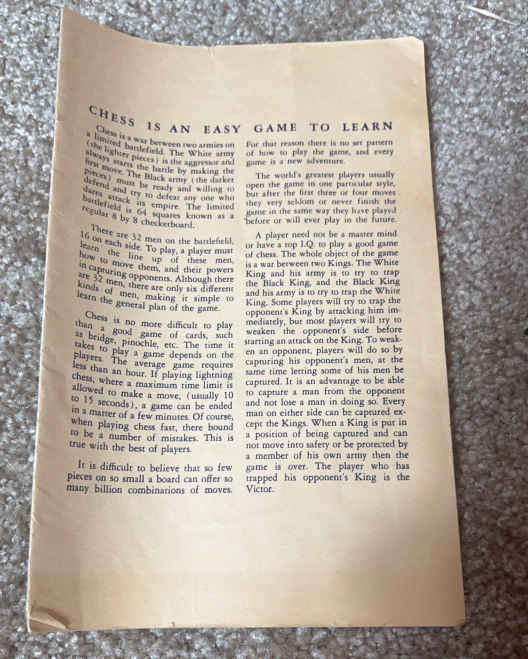 CHESS IS AN EASY GAME TO LEARN
Chess is a war between two armies on
a limited battlefield. The White army
(the lighter pieces) is the aggressor and
always starts the battle by making the
first move. The Black army (the darker
pieces) must be ready and willing to
defend and try to defeat any one who
dares attack its empire. The limited
battlefield is 64 squares known as a
regular 8 by 8 checkerboard.
There are 32 men on the battlefield,
16 on each side. To play, a player must
learn the line up of these men,
how to move them, and their powers
in capturing opponents. Although there
are 32 men, there are only six different
kinds of men, making it simple to
learn the general plan of the game.
Chess is no more difficult to play
than a good game of cards, such
as bridge, pinochle, etc. The time it
takes to play a game depends on the
players. The average game requires
less than an hour. If playing lightning
chess, where a maximum time limit is
allowed to make a move, (usually 10
to 15 seconds), a game can be ended
in a matter of a few minutes. Of course,
when playing chess fast, there bound
to be a number of mistakes. This is
true with the best of players.
It is difficult to believe that so few
pieces on so small a board can offer so
many billion combinations of moves.
For that reason there is no set pattern
of how to play the game, and every
game is a new adventure.
The world's greatest players usually
open the game in one particular style,
but after the first three or four moves
they very seldom or never finish the
game in the same way they have played
before or will ever play in the future.
A player need not be a master mind
or have a top I.Q. to play a good game
of chess. The whole object of the game
is a war between two Kings. The White
King and his army is to try to trap
the Black King, and the Black King
and his army is to try to trap the White
King. Some players will try to trap the
opponent's King by attacking him im-
mediately, but most players will try to
weaken the opponent's side before
starting an attack on the King. To weak-
en an opponent, players will do so by
capturing his opponent's men, at the
same time letting some of his men be
captured. It is an advantage to be able
to capture a man from the opponent
and not lose a man in doing so. Every
man on either side can be captured ex-
cept the Kings. When a King is put in
a position of being captured and can
not move into safety or be protected by
a member of his own army then the
game is over. The player who has
trapped his opponent's King is the
Victor.